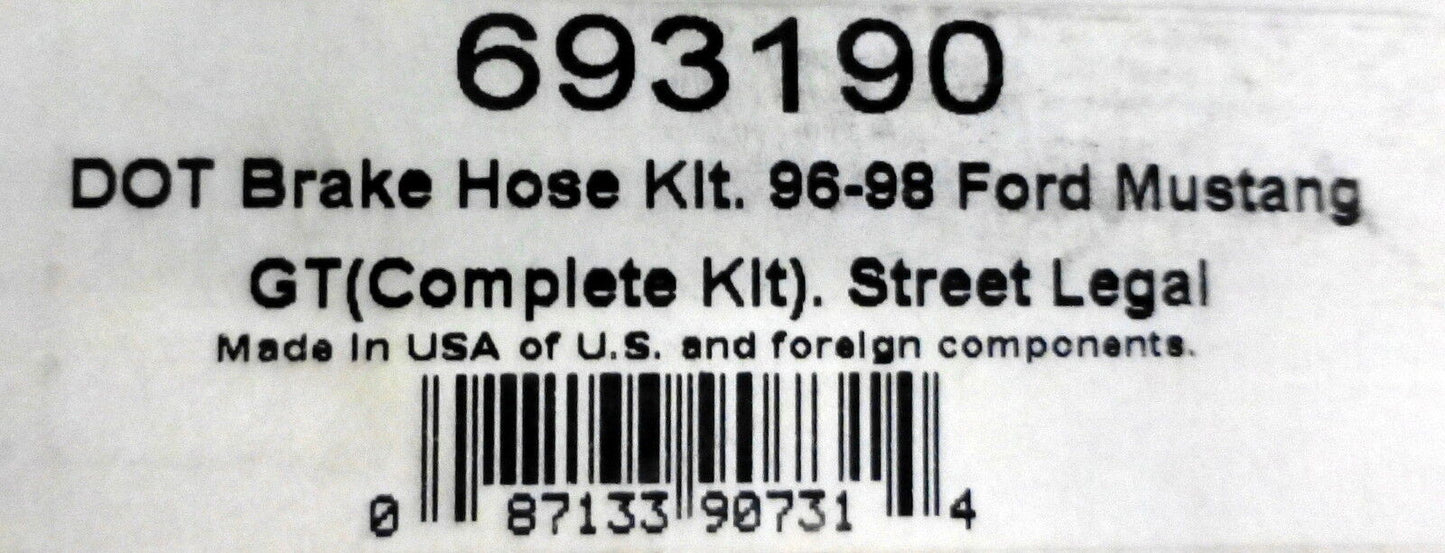 693190
DOT Brake Hose Kit. 96-98 Ford Mustang
GT(Complete Kit). Street Legal
Made in USA of U.S. and foreign components.
0 87133 90731 4